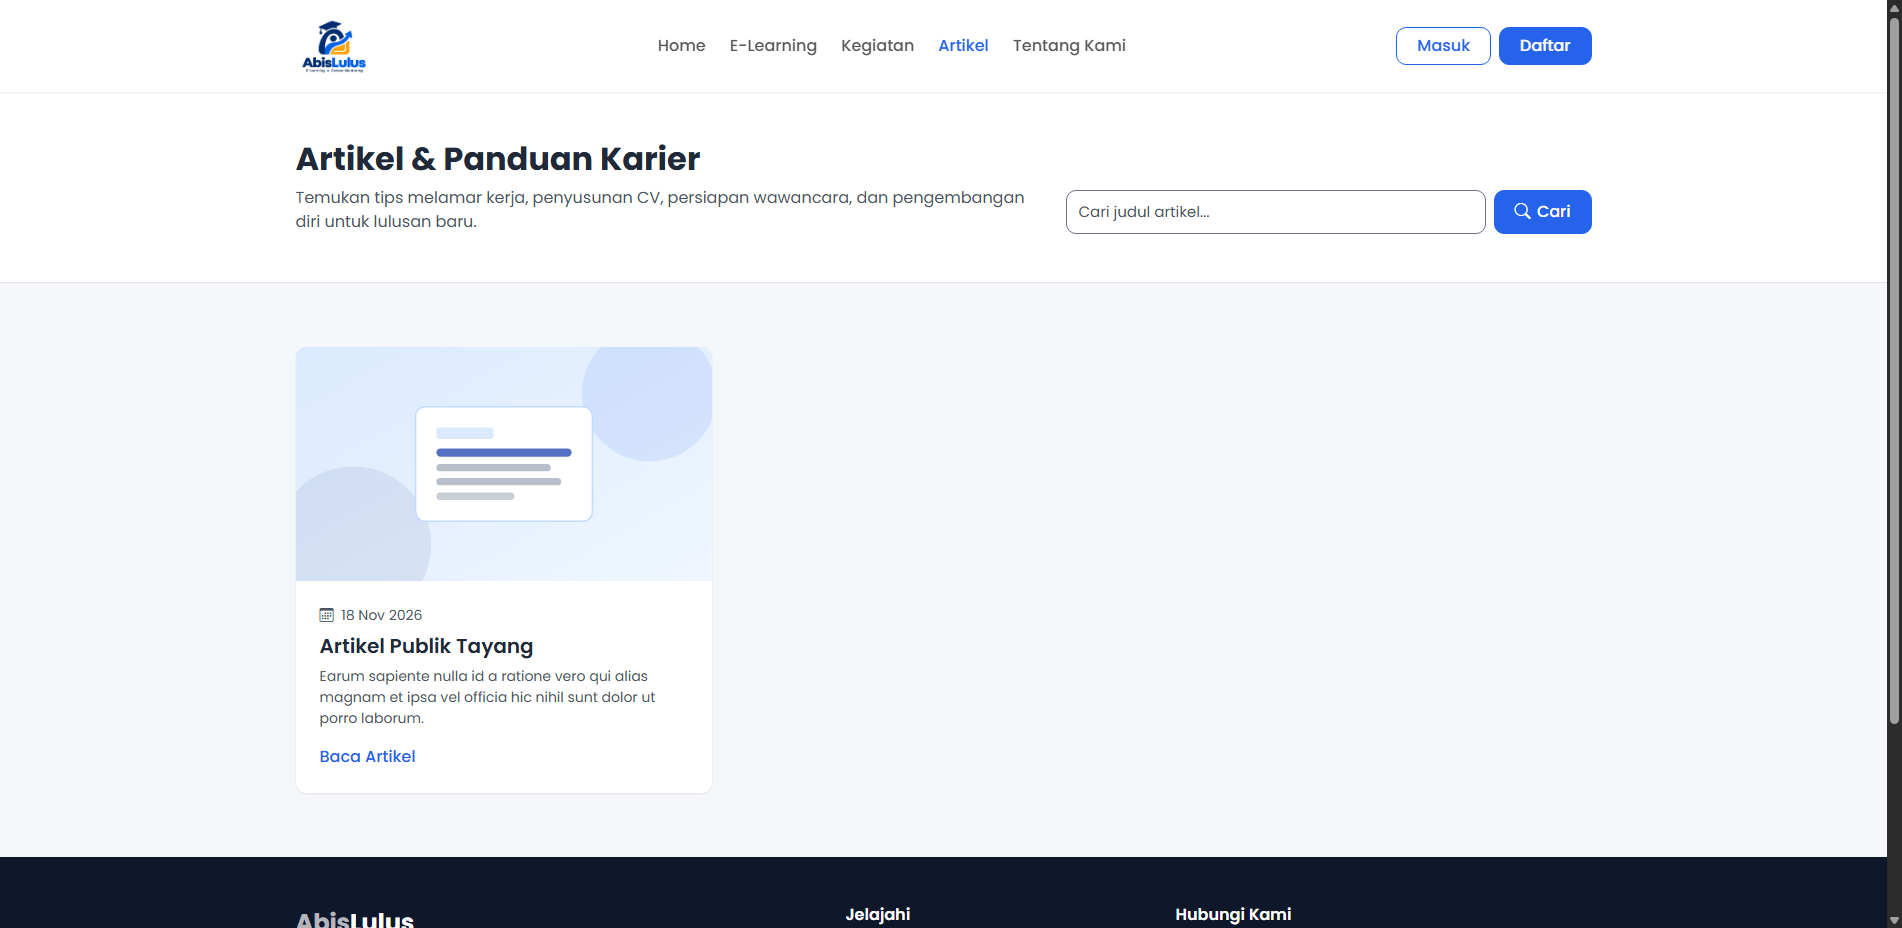 AbisLulus
Home
E-Learning
Kegiatan
Artikel
Tentang Kami
Masuk
Daftar
Artikel & Panduan Karier
Temukan tips melamar kerja, penyusunan CV, persiapan wawancara, dan pengembangan
diri untuk lulusan baru.
Cari judul artikel...
Cari
18 Nov 2026
Artikel Publik Tayang
Earum sapiente nulla id a ratione vero qui alias
magnam et ipsa vel officia hic nihil sunt dolor ut
porro laborum.
Baca Artikel
AbisLulus
Jelajahi
Hubungi Kami